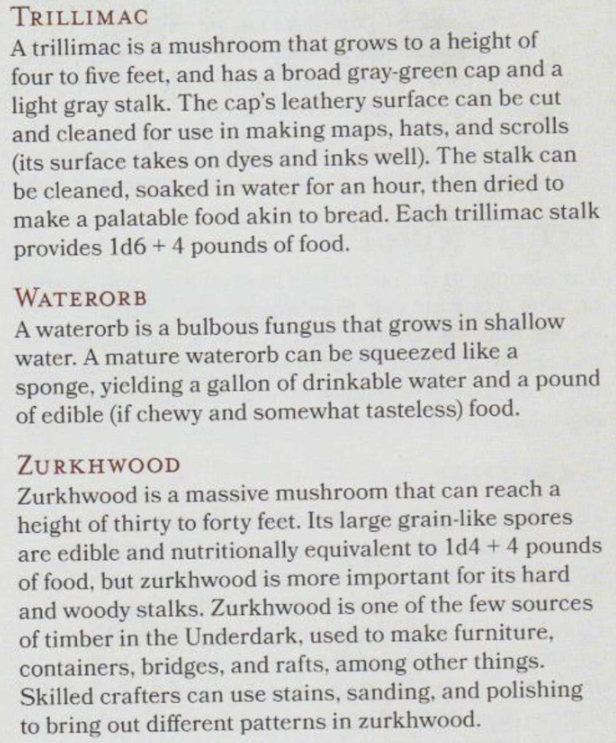 TRILLIMAC
A trillimac is a mushroom that grows to a height of
four to five feet, and has a broad gray-green cap and a
light gray stalk. The cap's leathery surface can be cut
and cleaned for use in making maps, hats, and scrolls
(its surface takes on dyes and inks well). The stalk can
be cleaned, soaked in water for an hour, then dried to
make a palatable food akin to bread. Each trillimac stalk
provides 1d6 + 4 pounds of food.
WATERORB
A waterorb is a bulbous fungus that grows in shallow
water. A mature waterorb can be squeezed like a
sponge, yielding a gallon of drinkable water and a pound
of edible (if chewy and somewhat tasteless) food.
ZURKHWOOD
Zurkhwood is a massive mushroom that can reach a
height of thirty to forty feet. Its large grain-like spores
are edible and nutritionally equivalent to 1d4 + 4 pounds
of food, but zurkhwood is more important for its hard
and woody stalks. Zurkhwood is one of the few sources
of timber in the Underdark, used to make furniture,
containers, bridges, and rafts, among other things.
Skilled crafters can use stains, sanding, and polishing
to bring out different patterns in zurkhwood.